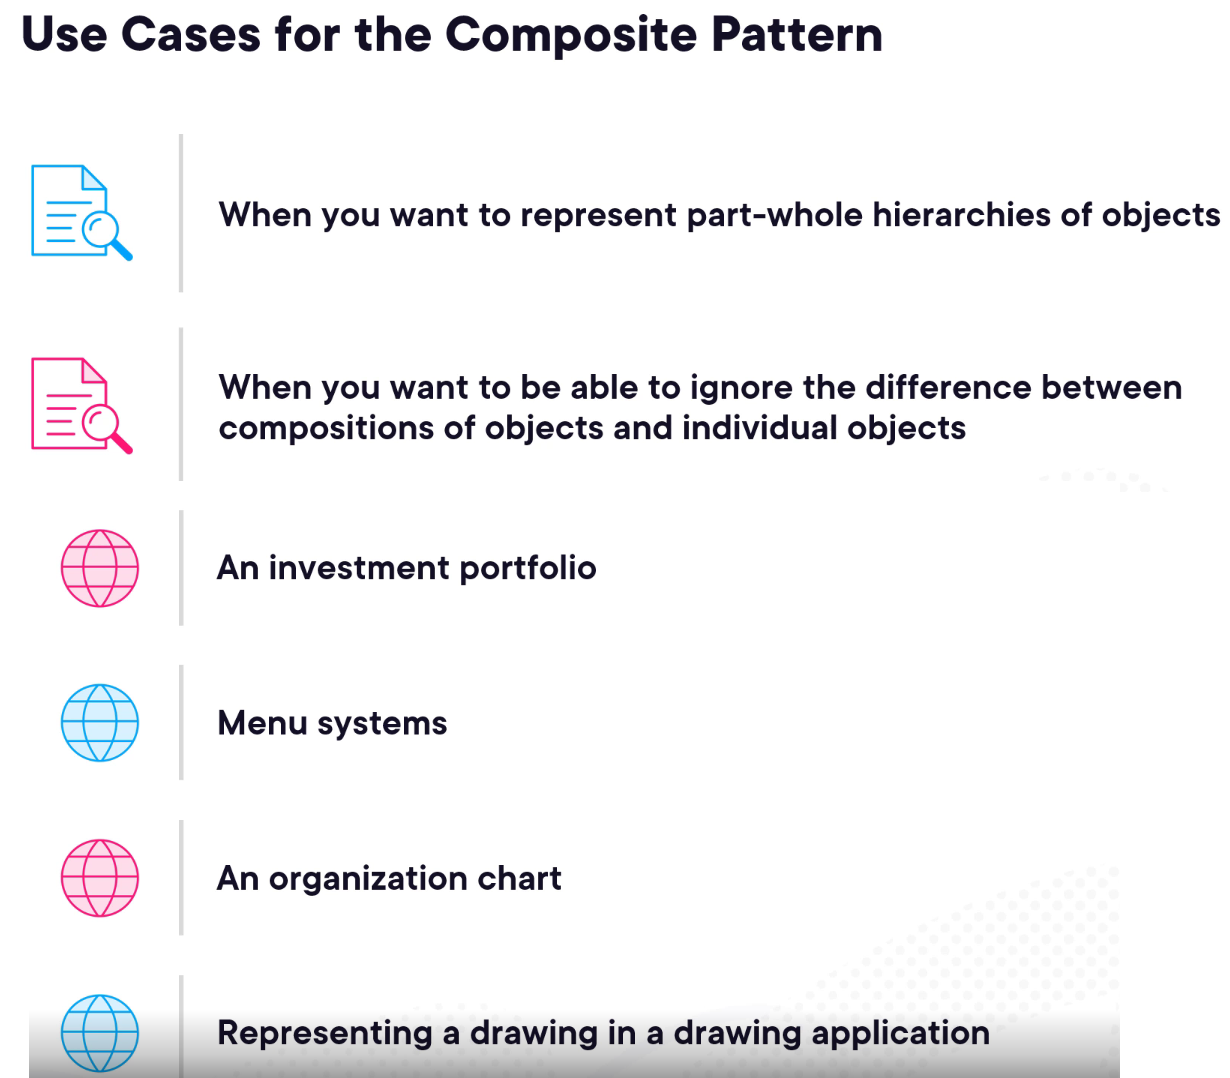 Use Cases for the Composite Pattern
When you want to represent part-whole hierarchies of objects
When you want to be able to ignore the difference between
compositions of objects and individual objects
An investment portfolio
Menu systems
An organization chart
Representing a drawing in a drawing application